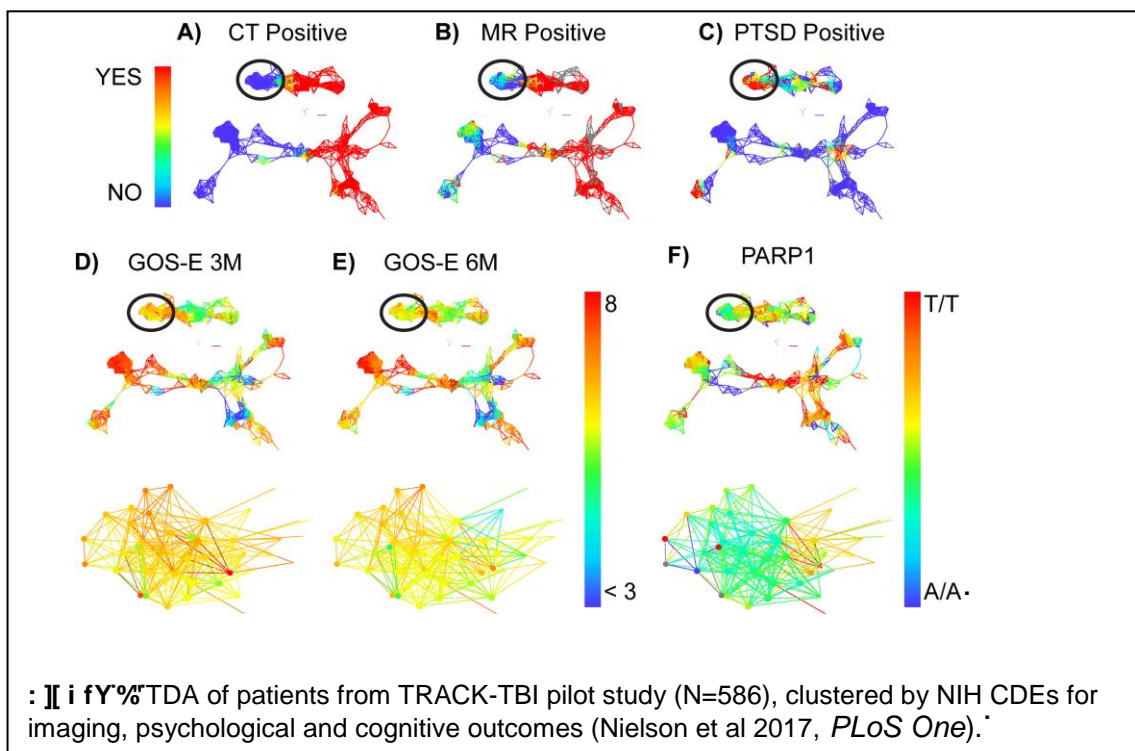 A) CT Positive
B) MR Positive
C) PTSD Positive
YES
NO
D) GOS-E 3M
E) GOS-E 6M
F) PARP1
8
< 3
T/T
A/A.
: ][ i fY'%'' TDA of patients from TRACK-TBI pilot study (N=586), clustered by NIH CDEs for
imaging, psychological and cognitive outcomes (Nielson et al 2017, PLoS One).